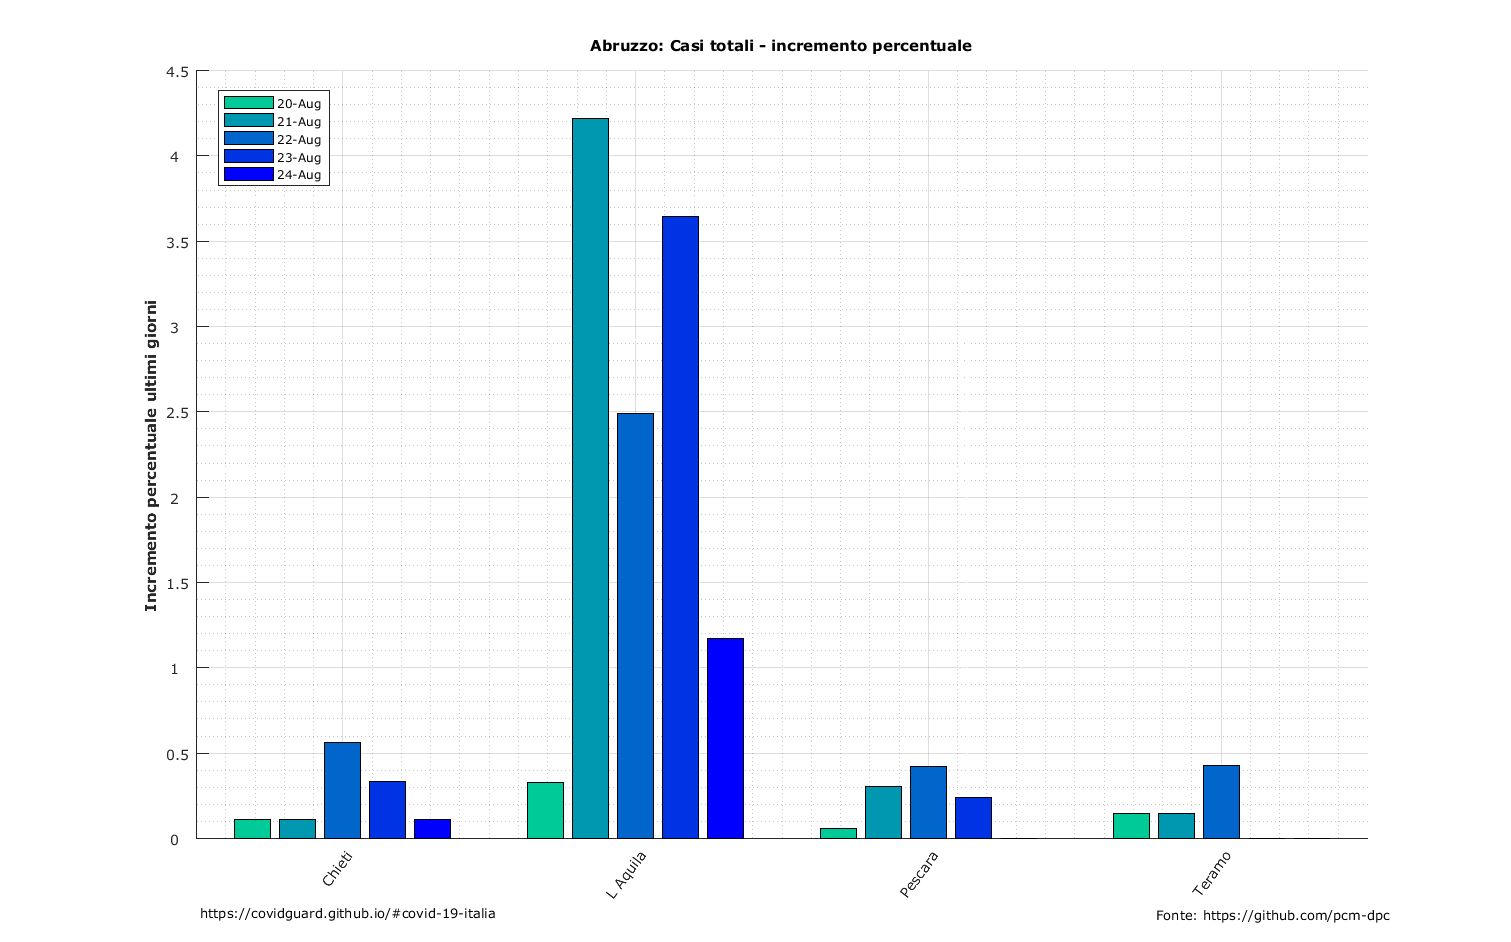 Abruzzo: Casi totali - incremento percentuale
4.5
4
3.5
3
2.5
2
1.5
1
0.5
0
Incremento percentuale ultimi giorni
20-Aug
21-Aug
22-Aug
23-Aug
24-Aug
Chieti
L Aquila
Pescara
Teramo
https://covidguard.github.io/#covid-19-italia
Fonte: https://github.com/pcm-dpc